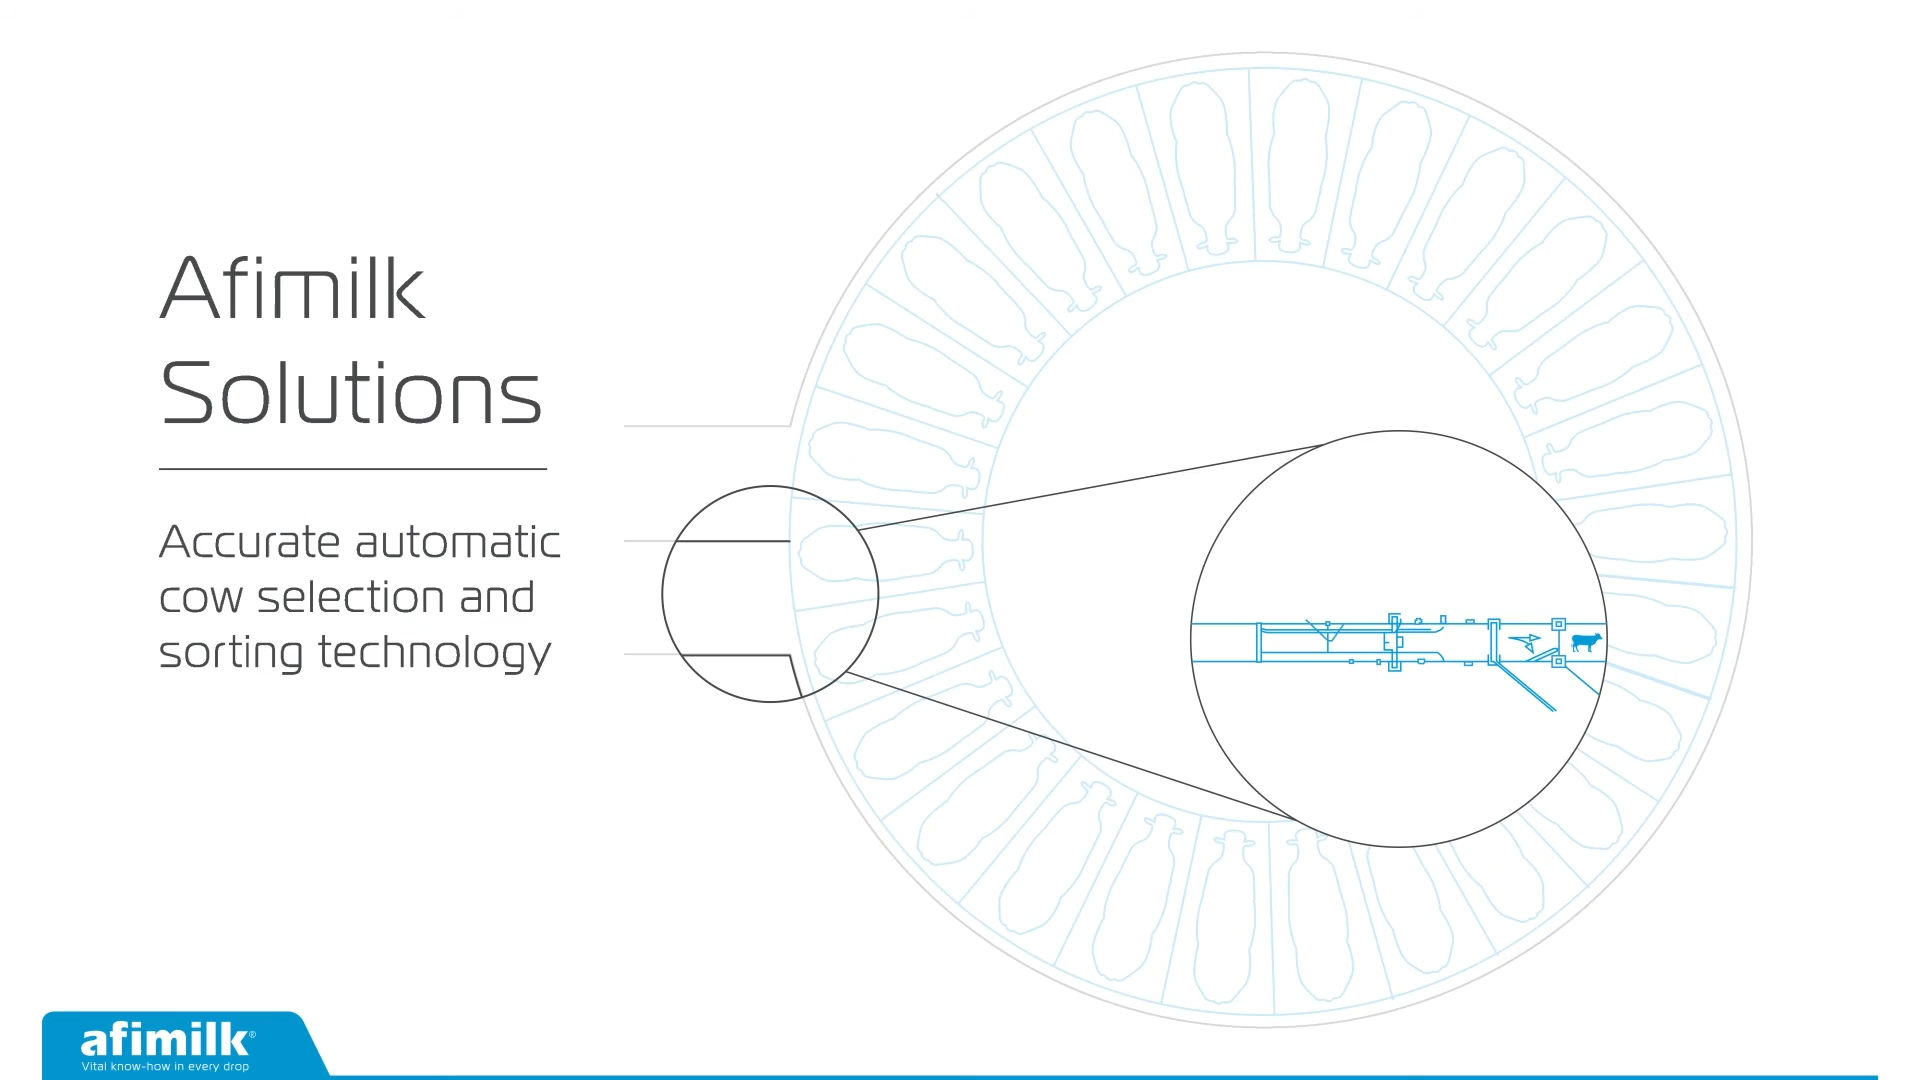 Afimilk
Solutions
Accurate automatic
cow selection and
sorting technology
afimilk®
Vital know-how in every drop